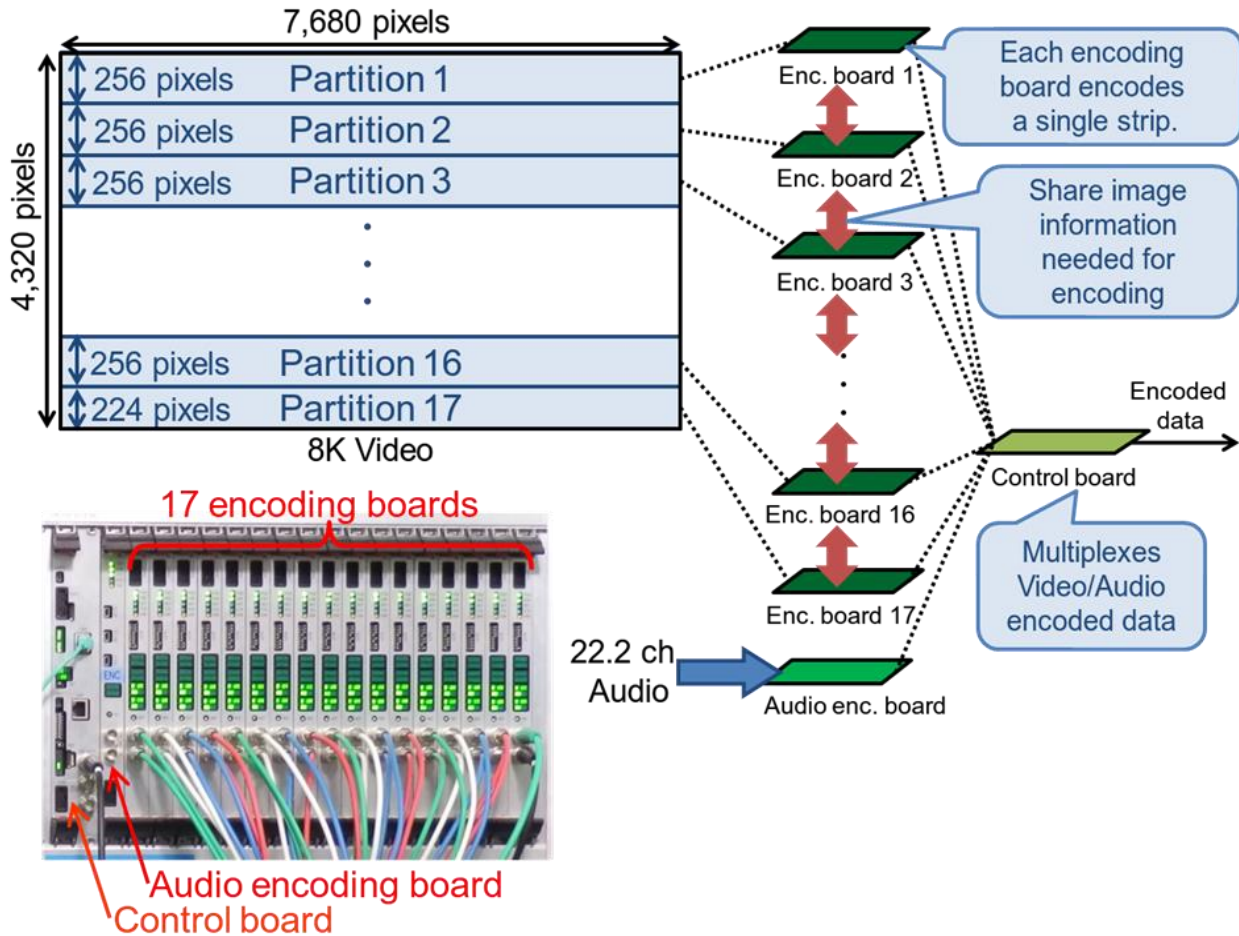 7,680 pixels
4,320 pixels
256 pixels
Partition 1
256 pixels
Partition 2
256 pixels
Partition 3
256 pixels
Partition 16
224 pixels
Partition 17
8K Video
Enc. board 1
Enc. board 2
Enc. board 3
Enc. board 16
Enc. board 17
22.2 ch
Audio
Audio enc. board
Each encoding
board encodes
a single strip.
Share image
information
needed for
encoding
Encoded
data
Control board
Multiplexes
Video/Audio
encoded data
17 encoding boards
ENC
Audio encoding board
Control board